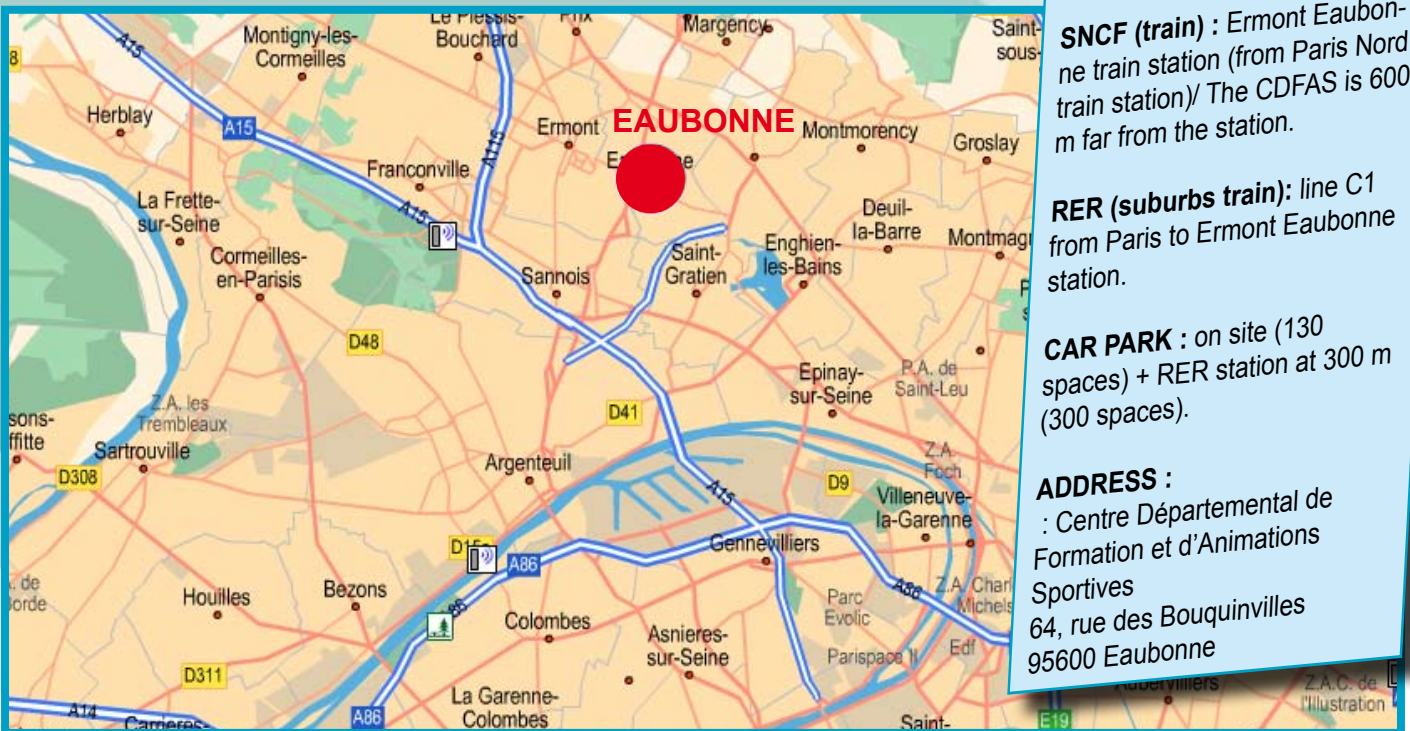 Le Plessis-
Bouchard
Prix
Margency
Saint-
sous-
Montigny-les-
Cormeilles
A15
8
Herblay
A15
A115
Ermont
EAUBONNE
Montmorency
Groslay
Franconville
La Frette-
sur-Seine
A15
Deuil-
la-Barre
Cormeilles-
en-Parisis
Sannois
Saint-
Gratien
Enghien-
les-Bains
D48
Epinay-
sur-Seine
P.A. de
Saint-Leu
Z.A. les
Trembleaux
D41
Sartrouville
D308
Argenteuil
Z.A.
Foch
A15
D9
Villeneuve-
la-Garenne
Gennevilliers
A86
Houilles
Bezons
Colombes
Asnieres-
sur-Seine
Parc
Evolic
A86
Parispace II
Edf
D311
La Garenne-
Colombes
A14
A86
Saint-
E19
Z.A.C. de
l'Illustration
SNCF (train) : Ermont Eaubon-
ne train station (from Paris Nord
train station)/ The CDFAS is 600
m far from the station.
RER (suburbs train): line C1
from Paris to Ermont Eaubonne
station.
CAR PARK : on site (130
spaces) + RER station at 300 m
(300 spaces).
ADDRESS :
: Centre Départemental de
Formation et d'Animations
Sportives
64, rue des Bouquinvilles
95600 Eaubonne